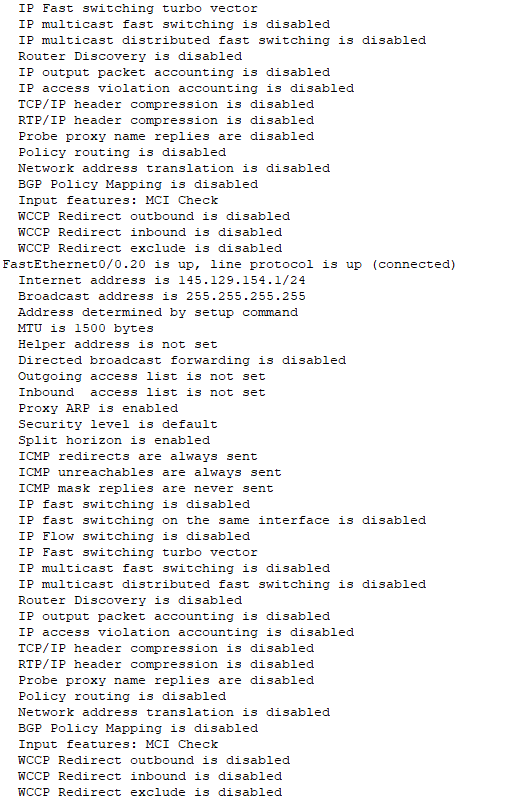 IP Fast switching turbo vector
IP multicast fast switching is disabled
IP multicast distributed fast switching is disabled
Router Discovery is disabled
IP output packet accounting is disabled
IP access violation accounting is disabled
TCP/IP header compression is disabled
RTP/IP header compression is disabled
Probe proxy name replies are disabled
Policy routing is disabled
Network address translation is disabled
BGP Policy Mapping is disabled
Input features: MCI Check
WCCP Redirect outbound is disabled
WCCP Redirect inbound is disabled
WCCP Redirect exclude is disabled
FastEthernet0/0.20 is up, line protocol is up (connected)
Internet address is 145.129.154.1/24
Broadcast address is 255.255.255.255
Address determined by setup command
MTU is 1500 bytes
Helper address is not set
Directed broadcast forwarding is disabled
Outgoing access list is not set
Inbound  access list is not set
Proxy ARP is enabled
Security level is default
Split horizon is enabled
ICMP redirects are always sent
ICMP unreachables are always sent
ICMP mask replies are never sent
IP fast switching is disabled
IP fast switching on the same interface is disabled
IP Flow switching is disabled
IP Fast switching turbo vector
IP multicast fast switching is disabled
IP multicast distributed fast switching is disabled
Router Discovery is disabled
IP output packet accounting is disabled
IP access violation accounting is disabled
TCP/IP header compression is disabled
RTP/IP header compression is disabled
Probe proxy name replies are disabled
Policy routing is disabled
Network address translation is disabled
BGP Policy Mapping is disabled
Input features: MCI Check
WCCP Redirect outbound is disabled
WCCP Redirect inbound is disabled
WCCP Redirect exclude is disabled